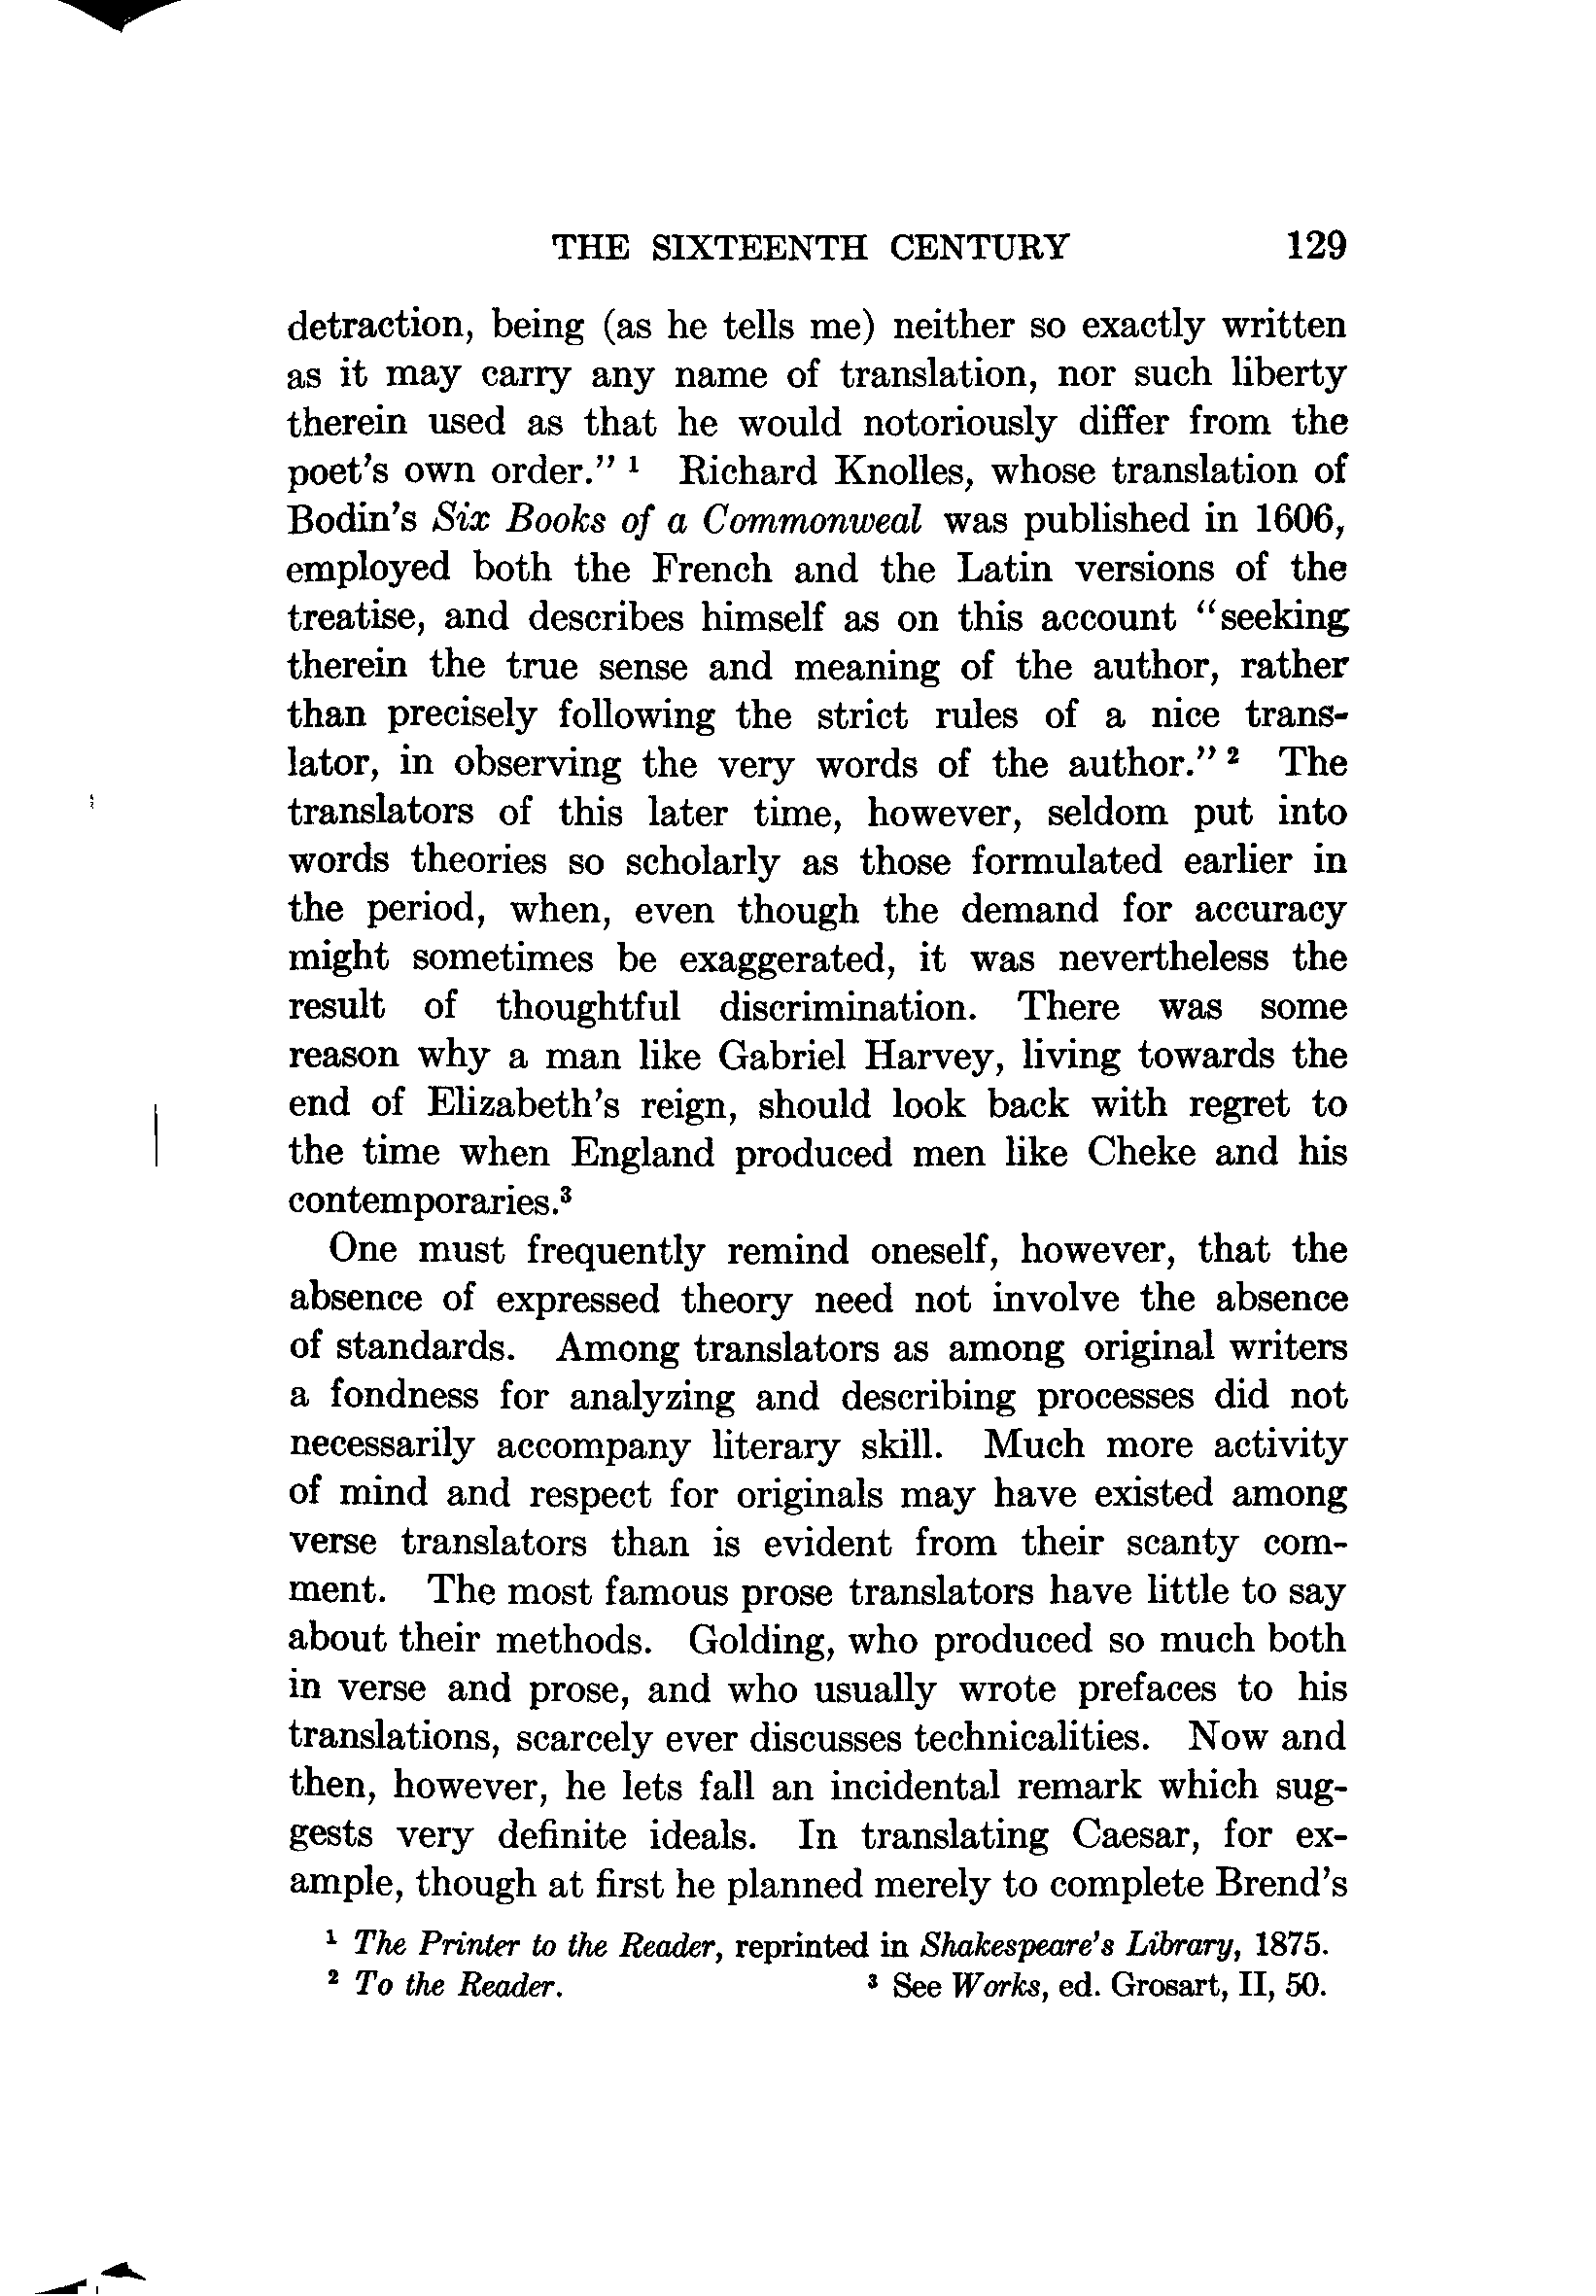 THE SIXTEENTH CENTURY 129
detraction, being (as he tells me) neither so exactly written
as it may carry any name of translation, nor such liberty
therein used as that he would notoriously differ from the
poet's own order." ¹ Richard Knolles, whose translation of
Bodin's Six Books of a Commonweal was published in 1606,
employed both the French and the Latin versions of the
treatise, and describes himself as on this account "seeking
therein the true sense and meaning of the author, rather
than precisely following the strict rules of a nice trans-
lator, in observing the very words of the author." ² The
translators of this later time, however, seldom put into
words theories so scholarly as those formulated earlier in
the period, when, even though the demand for accuracy
might sometimes be exaggerated, it was nevertheless the
result of thoughtful discrimination. There was some
reason why a man like Gabriel Harvey, living towards the
end of Elizabeth's reign, should look back with regret to
the time when England produced men like Cheke and his
contemporaries.³
One must frequently remind oneself, however, that the
absence of expressed theory need not involve the absence
of standards. Among translators as among original writers
a fondness for analyzing and describing processes did not
necessarily accompany literary skill. Much more activity
of mind and respect for originals may have existed among
verse translators than is evident from their scanty com-
ment. The most famous prose translators have little to say
about their methods. Golding, who produced so much both
in verse and prose, and who usually wrote prefaces to his
translations, scarcely ever discusses technicalities. Now and
then, however, he lets fall an incidental remark which sug-
gests very definite ideals. In translating Caesar, for ex-
ample, though at first he planned merely to complete Brend's
¹ The Printer to the Reader, reprinted in Shakespeare's Library, 1875.
² To the Reader. ³ See Works, ed. Grosart, II, 50.